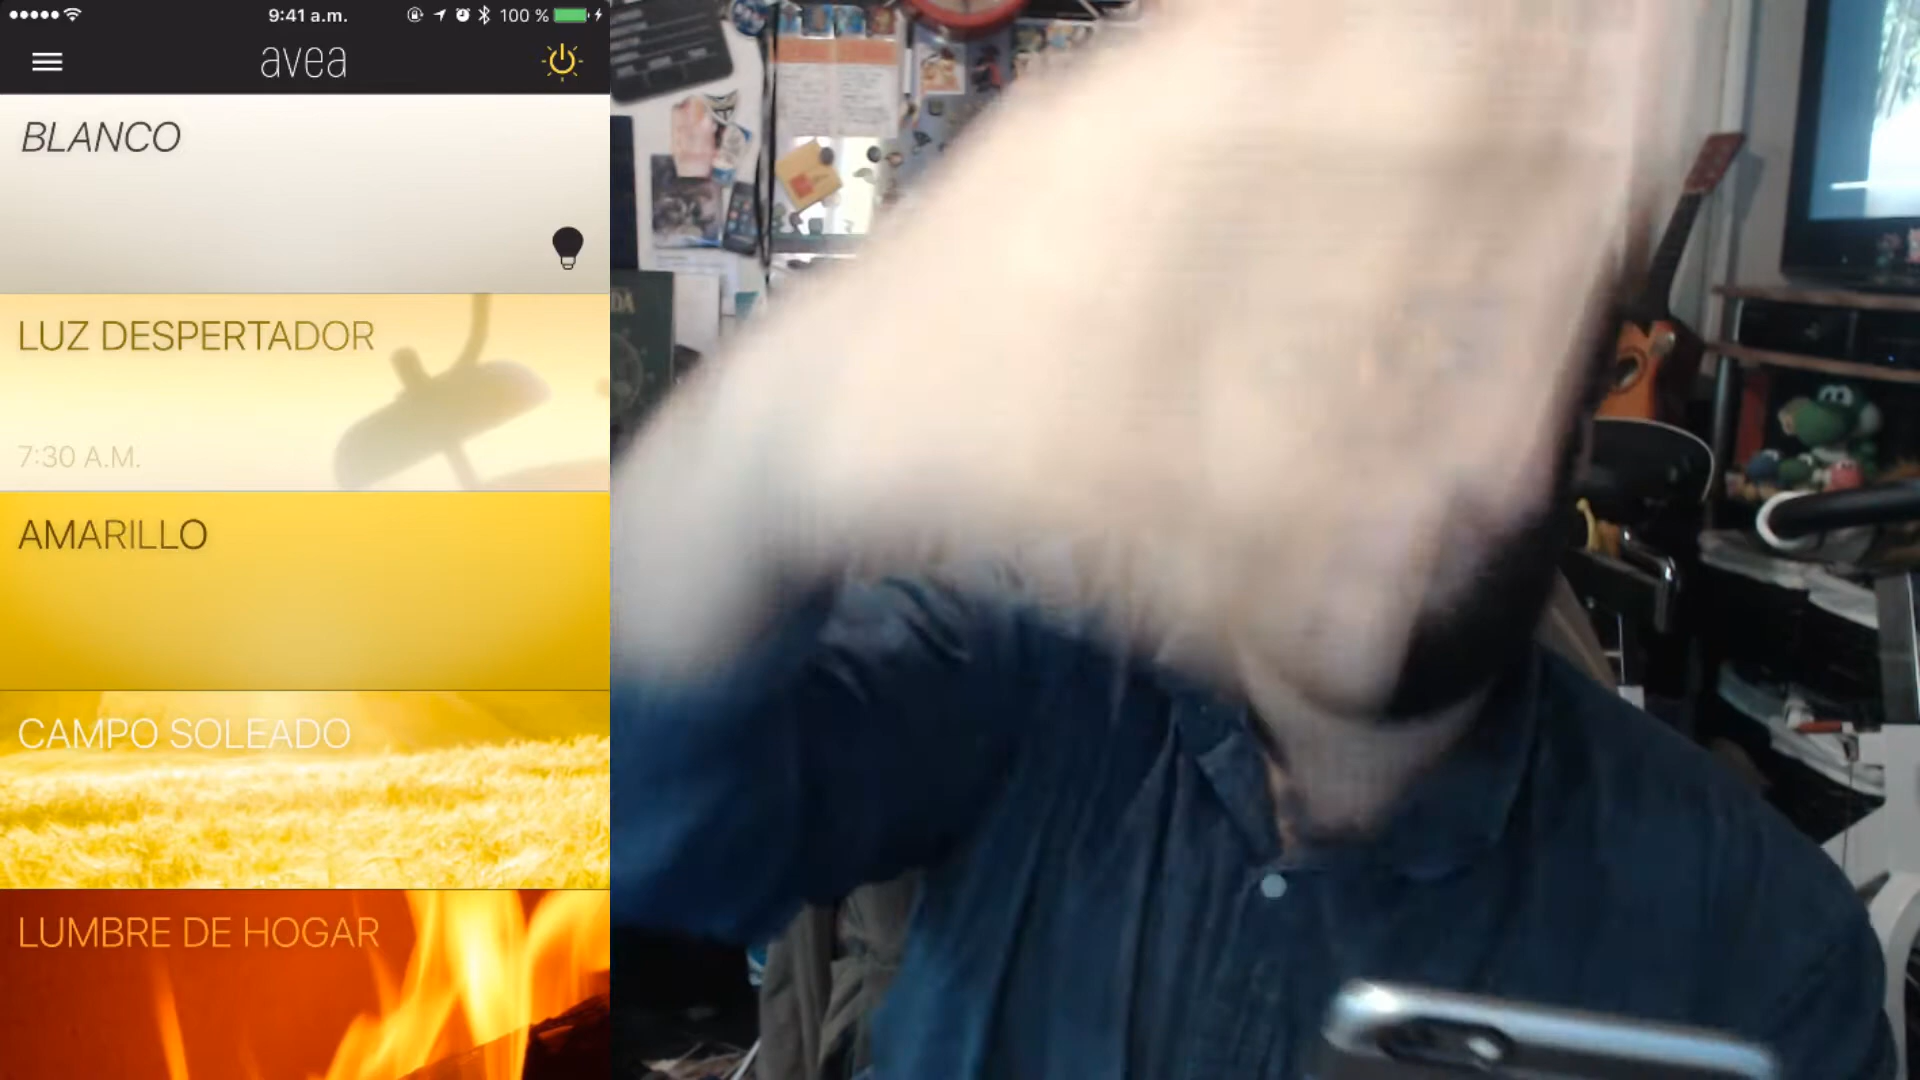 9:41 a.m.
100 %
avea
BLANCO
LUZ DESPERTADOR
7:30 A.M.
AMARILLO
CAMPO SOLEADO
LUMBRE DE HOGAR